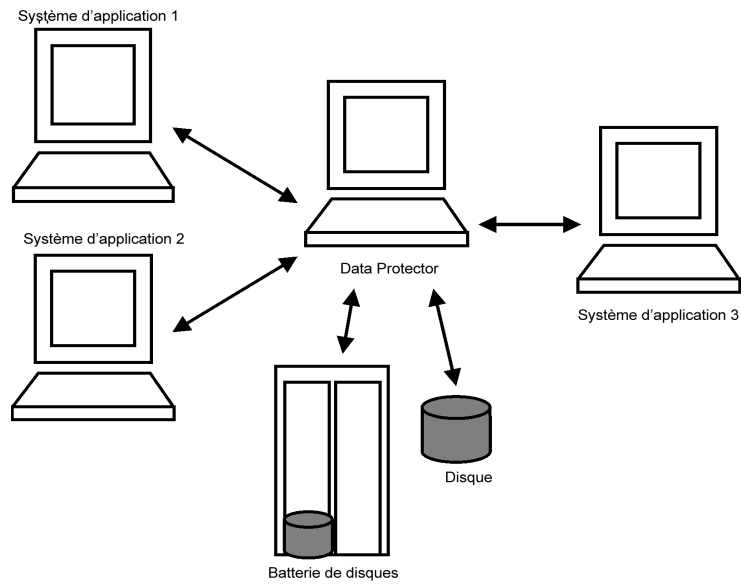 Système d'application 1
Système d'application 2
Data Protector
Système d'application 3
Disque
Batterie de disques